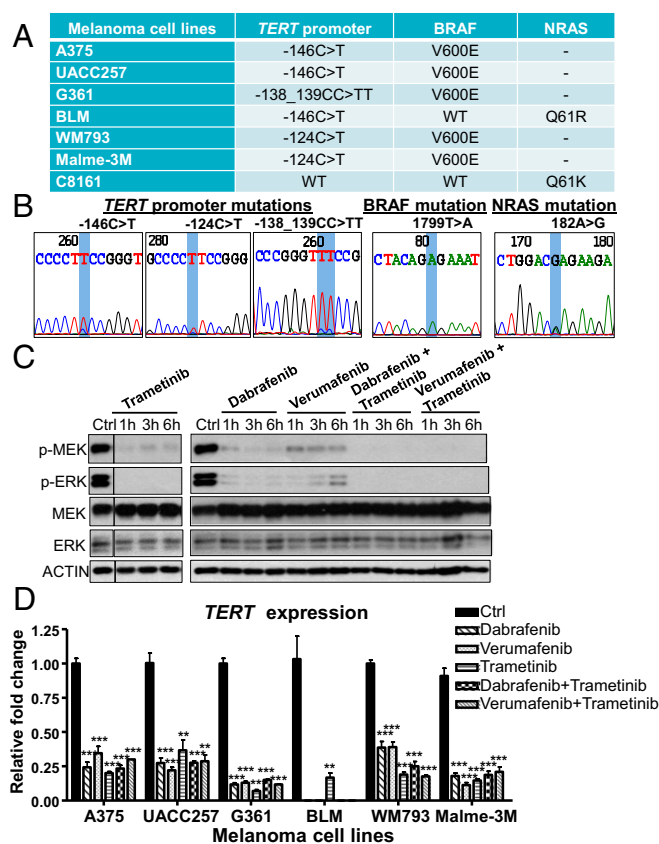 A
Melanoma cell lines TERT promoter BRAF NRAS
A375 -146C>T V600E -
UACC257 -146C>T V600E -
G361 -138_139CC>TT V600E -
BLM -146C>T WT Q61R
WM793 -124C>T V600E -
Malme-3M -124C>T V600E -
C8161 WT WT Q61K
B
TERT promoter mutations BRAF mutation NRAS mutation
-146C>T -124C>T -138_139CC>TT 1799T>A 182A>G
260 280 260 80 170 180
CCCCTTCCGGGT GCCCCTTCCGGG CCCGGGTTTCCG CTACAGAGAAAT CTGGACGAGAAGA
C
Trametinib Dabrafenib Verumafenib Dabrafenib + Trametinib Verumafenib + Trametinib
Ctrl 1h 3h 6h Ctrl 1h 3h 6h 1h 3h 6h 1h 3h 6h 1h 3h 6h
p-MEK
p-ERK
MEK
ERK
ACTIN
D
TERT expression
Ctrl
Dabrafenib
Verumafenib
Trametinib
Dabrafenib+Trametinib
Verumafenib+Trametinib
Relative fold change
1.25
1.00
0.75
0.50
0.25
0.00
*** *** *** *** ***
*** *** ** *** **
*** *** *** *** ***
**
*** *** *** *** ***
*** *** *** *** ***
A375 UACC257 G361 BLM WM793 Malme-3M
Melanoma cell lines